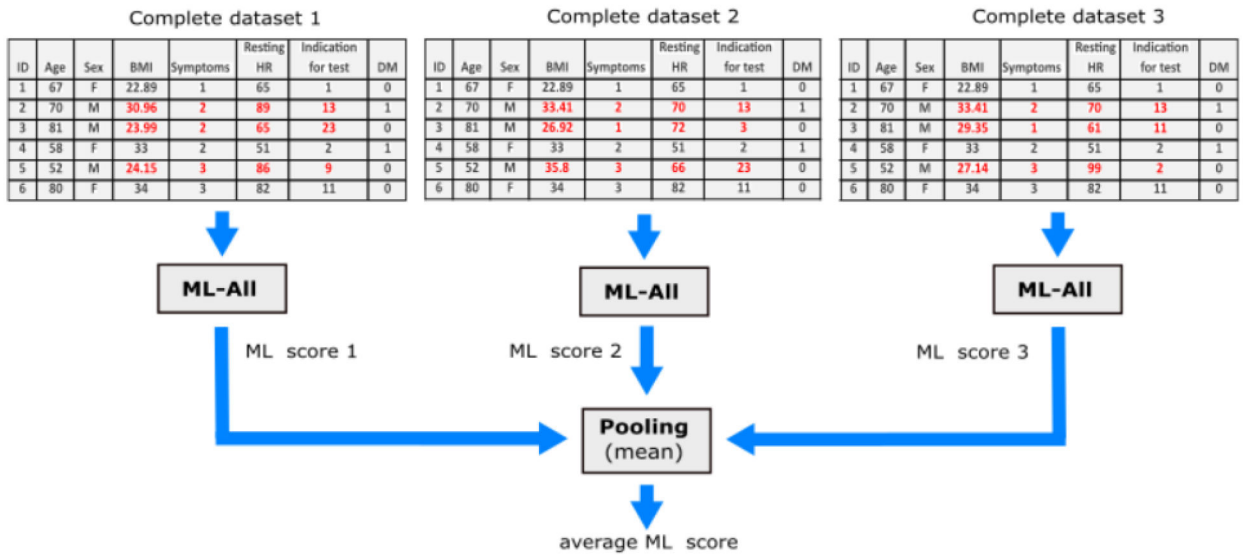 Complete dataset 1
ID Age Sex BMI Symptoms Resting HR Indication for test DM
1 67 F 22.89 1 65 1 0
2 70 M 30.96 2 89 13 1
3 81 M 23.99 2 65 23 0
4 58 F 33 2 51 2 1
5 52 M 24.15 3 86 9 0
6 80 F 34 3 82 11 0
Complete dataset 2
ID Age Sex BMI Symptoms Resting HR Indication for test DM
1 67 F 22.89 1 65 1 0
2 70 M 33.41 2 70 13 1
3 81 M 26.92 1 72 3 0
4 58 F 33 2 51 2 1
5 52 M 35.8 3 66 23 0
6 80 F 34 3 82 11 0
Complete dataset 3
ID Age Sex BMI Symptoms Resting HR Indication for test DM
1 67 F 22.89 1 65 1 0
2 70 M 33.41 2 70 13 1
3 81 M 29.35 1 61 11 0
4 58 F 33 2 51 2 1
5 52 M 27.14 3 99 2 0
6 80 F 34 3 82 11 0
ML-All
ML-All
ML-All
ML score 1
ML score 2
ML score 3
Pooling
(mean)
average ML score